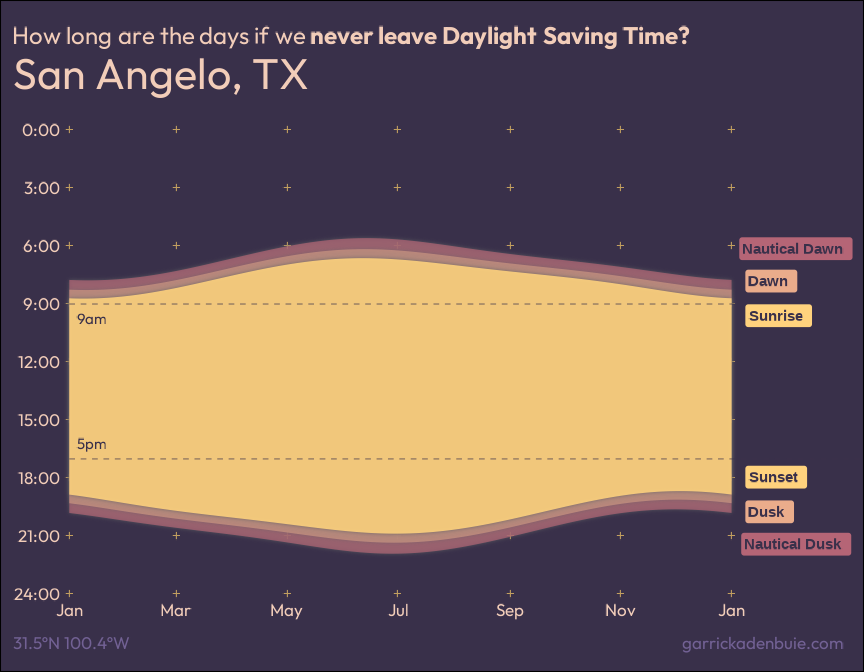 How long are the days if we never leave Daylight Saving Time?
San Angelo, TX
0:00
3:00
6:00
Nautical Dawn
Dawn
9:00
9am
Sunrise
12:00
15:00
5pm
18:00
Sunset
Dusk
21:00
Nautical Dusk
24:00
Jan Mar May Jul Sep Nov Jan
31.5°N 100.4°W
garrickadenbuie.com